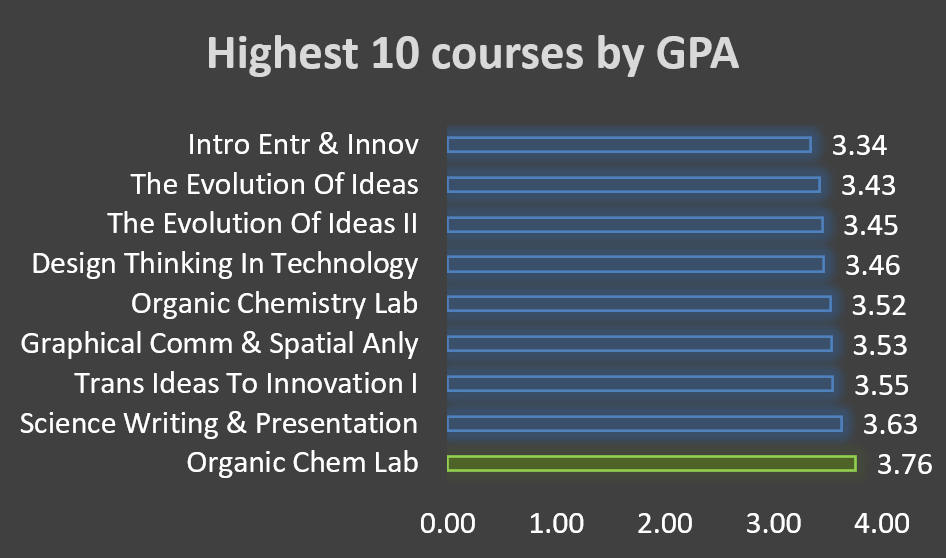 Highest 10 courses by GPA
Intro Entr & Innov 3.34
The Evolution Of Ideas 3.43
The Evolution Of Ideas II 3.45
Design Thinking In Technology 3.46
Organic Chemistry Lab 3.52
Graphical Comm & Spatial Anly 3.53
Trans Ideas To Innovation I 3.55
Science Writing & Presentation 3.63
Organic Chem Lab 3.76
0.00 1.00 2.00 3.00 4.00